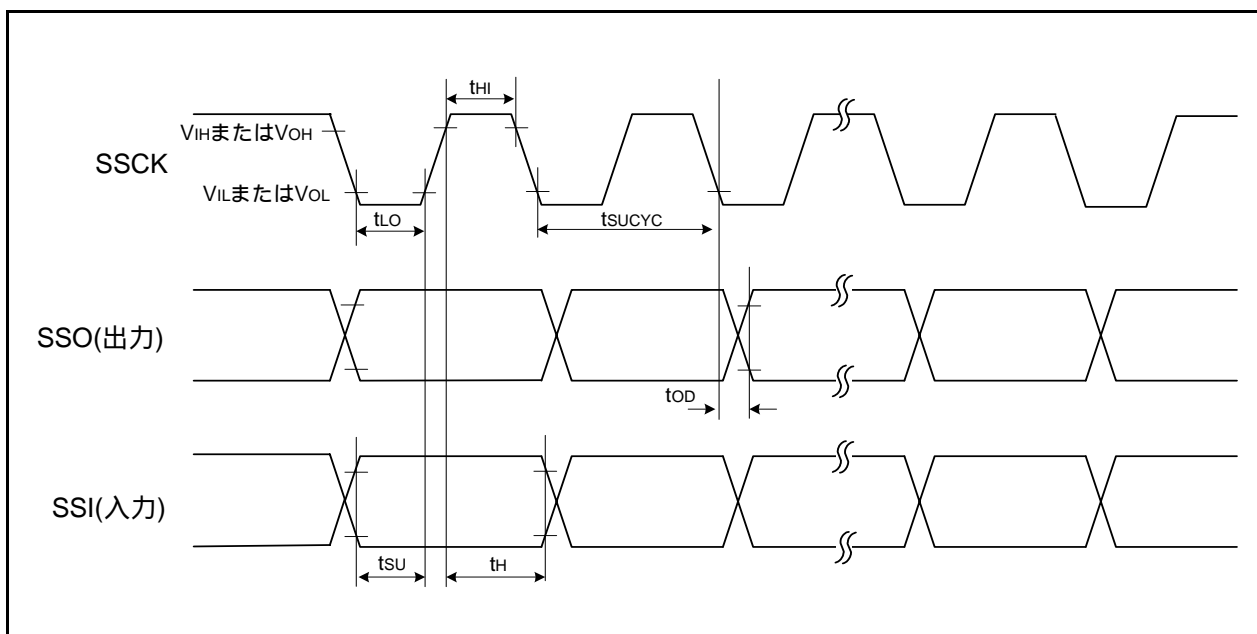 tHI
VIHまたはVOH
SSCK
VILまたはVOL
tLO
tSUCYC
SSO(出力)
tOD
SSI(入力)
tSU
tH